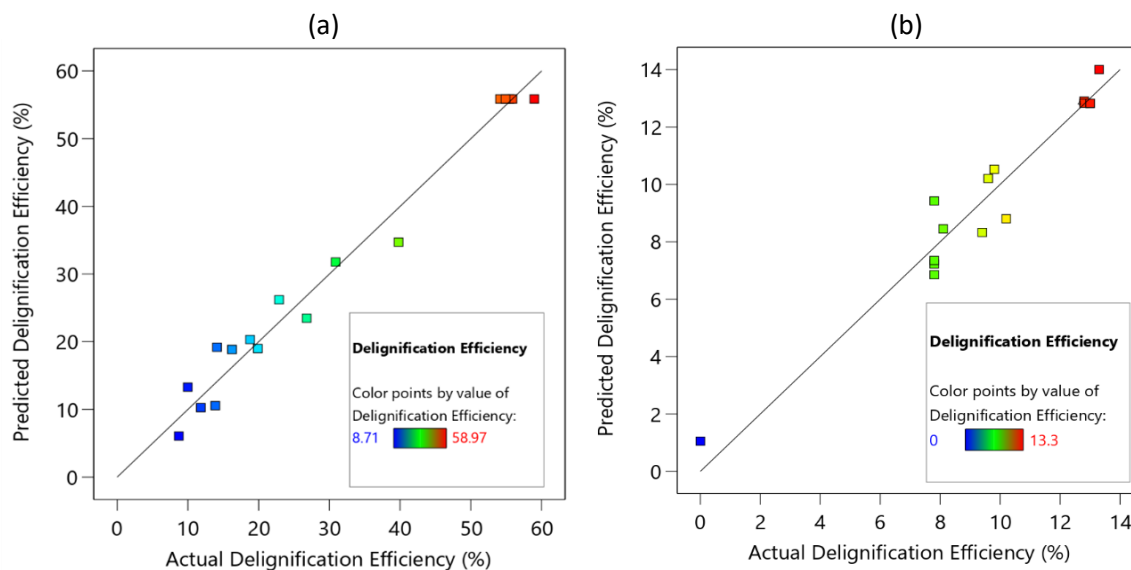 (a)
Predicted Delignification Efficiency (%)
60
50
40
30
20
10
0
0 10 20 30 40 50 60
Actual Delignification Efficiency (%)
Delignification Efficiency
Color points by value of
Delignification Efficiency:
8.71 58.97
(b)
Predicted Delignification Efficiency (%)
14
12
10
8
6
4
2
0
0 2 4 6 8 10 12 14
Actual Delignification Efficiency (%)
Delignification Efficiency
Color points by value of
Delignification Efficiency:
0 13.3